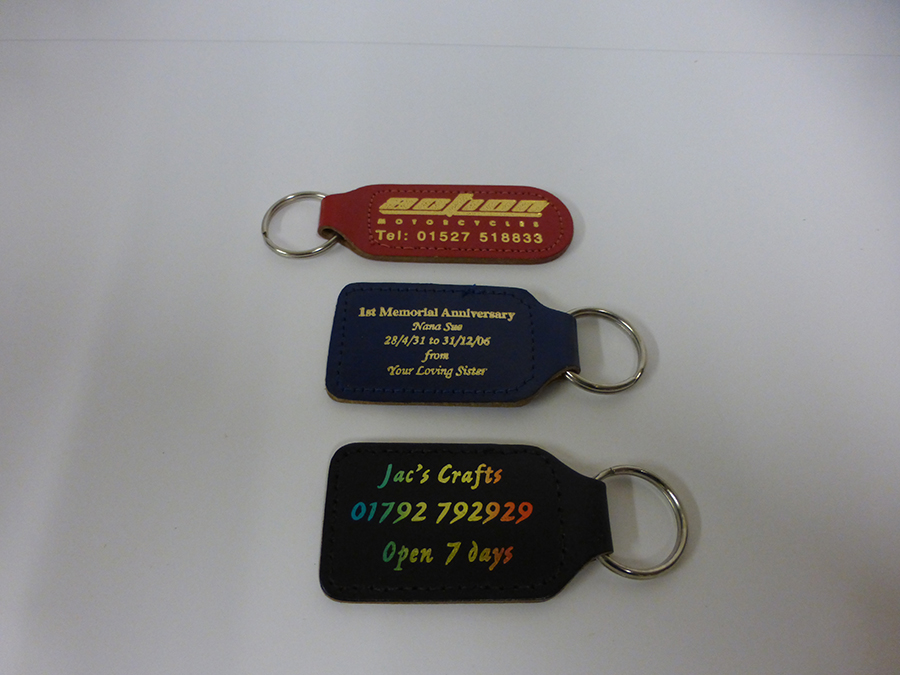 action
MOTORCYCLES
Tel: 01527 518833
1st Memorial Anniversary
Nana Sue
28/4/31 to 31/12/06
from
Your Loving Sister
Jac's Crafts
01792 792929
Open 7 days